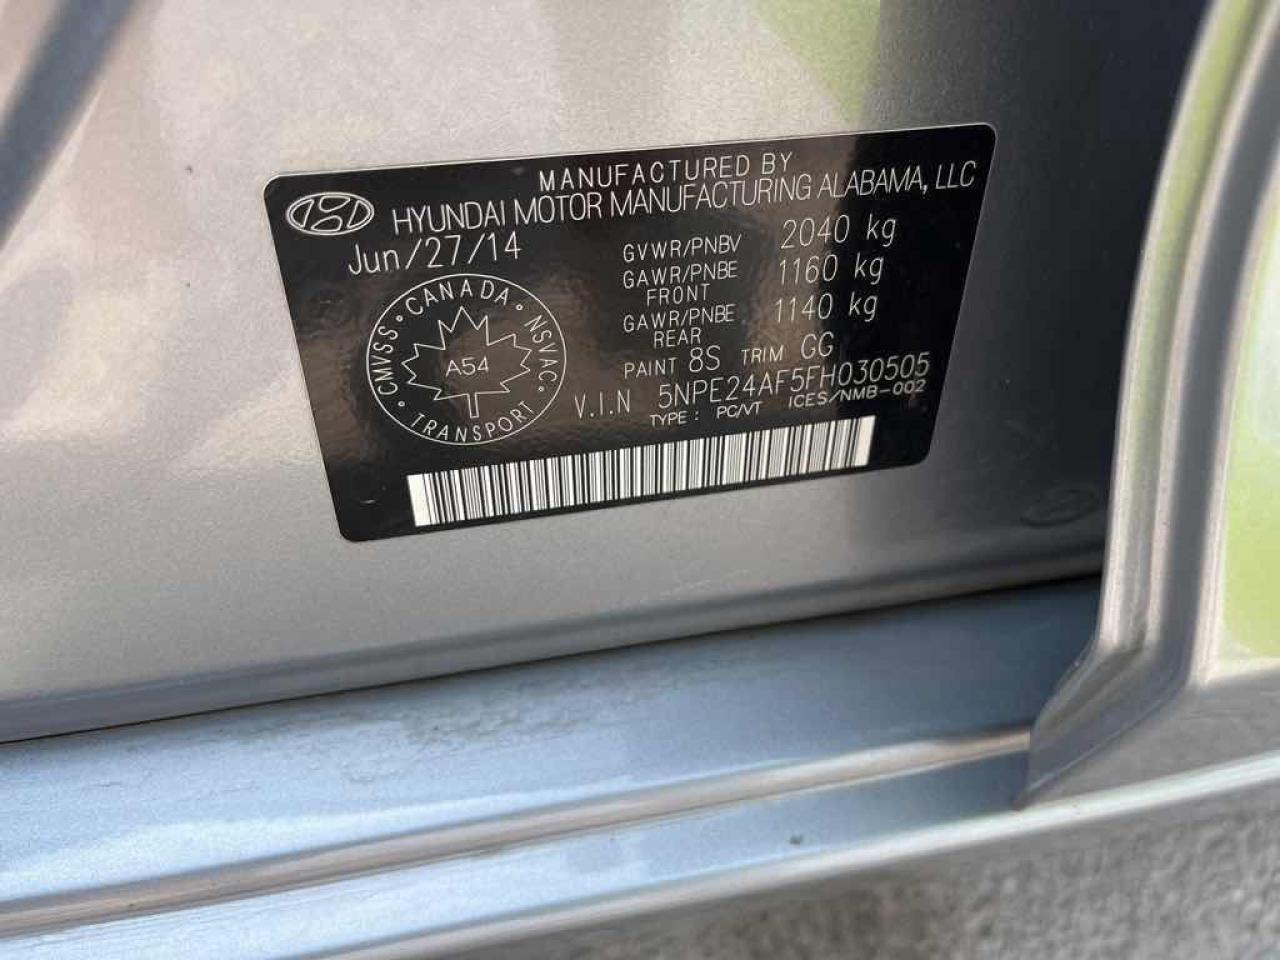 MANUFACTURED BY
HYUNDAI MOTOR MANUFACTURING ALABAMA, LLC
Jun/27/14
GVWR/PNBV 2040 kg
GAWR/PNBE FRONT 1160 kg
GAWR/PNBE REAR 1140 kg
PAINT 8S TRIM GG
V.I.N 5NPE24AF5FH030505
TYPE : PC/VT ICES/NMB-002
CANADA • NSVAC • TRANSPORT • CMVSS •
A54